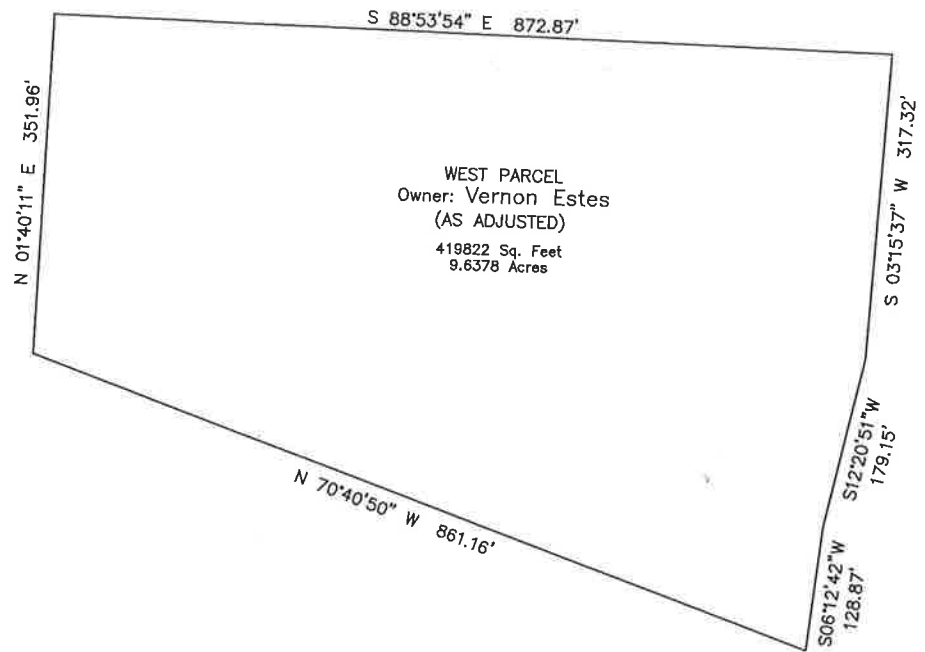 S 88°53'54" E 872.87'
N 01°40'11" E 351.96'
S 03°15'37" W 317.32'
WEST PARCEL
Owner: Vernon Estes
(AS ADJUSTED)
419822 Sq. Feet
9.6378 Acres
S12°20'51"W
179.15'
N 70°40'50" W 861.16'
S06°12'42"W
128.87'